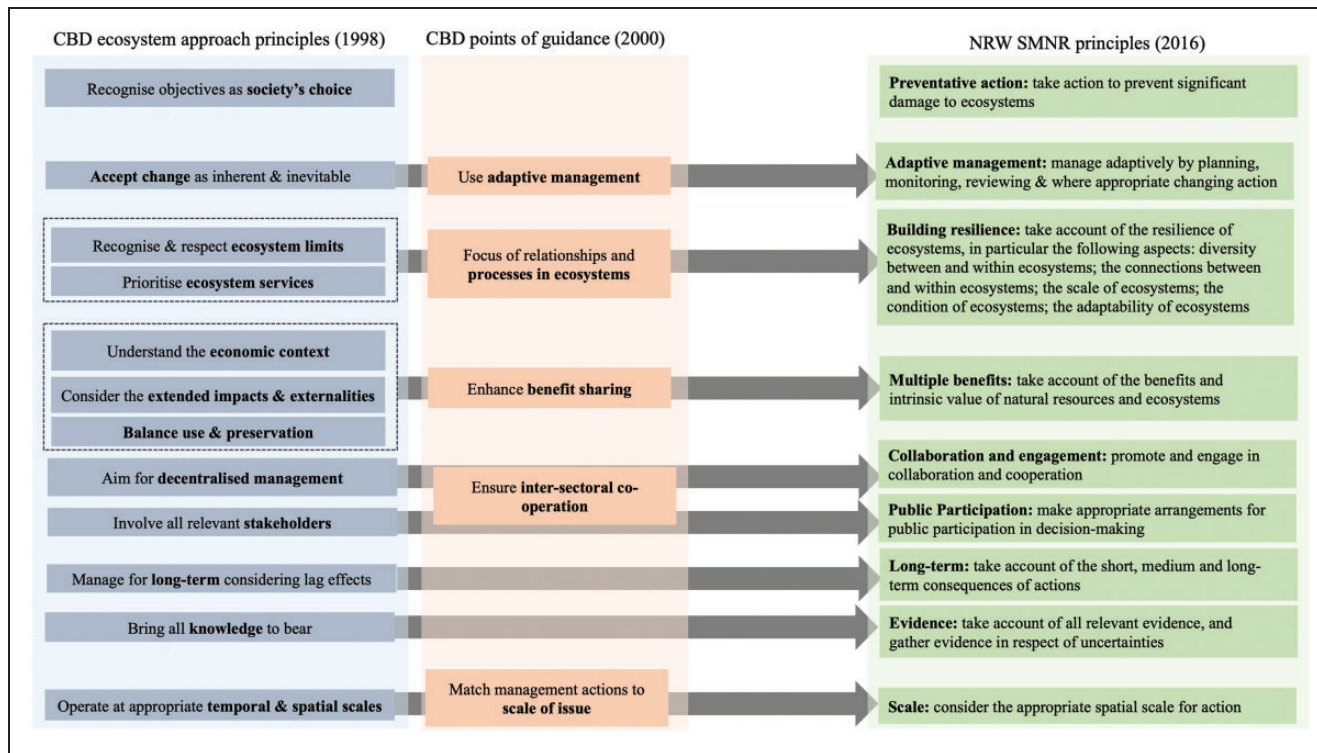 CBD ecosystem approach principles (1998)
CBD points of guidance (2000)
NRW SMNR principles (2016)
Recognise objectives as society's choice
Preventative action: take action to prevent significant
damage to ecosystems
Accept change as inherent & inevitable
Use adaptive management
Adaptive management: manage adaptively by planning,
monitoring, reviewing & where appropriate changing action
Recognise & respect ecosystem limits
Prioritise ecosystem services
Focus of relationships and
processes in ecosystems
Building resilience: take account of the resilience of
ecosystems, in particular the following aspects: diversity
between and within ecosystems; the connections between
and within ecosystems; the scale of ecosystems; the
condition of ecosystems; the adaptability of ecosystems
Understand the economic context
Consider the extended impacts & externalities
Balance use & preservation
Enhance benefit sharing
Multiple benefits: take account of the benefits and
intrinsic value of natural resources and ecosystems
Aim for decentralised management
Involve all relevant stakeholders
Ensure inter-sectoral co-
operation
Collaboration and engagement: promote and engage in
collaboration and cooperation
Public Participation: make appropriate arrangements for
public participation in decision-making
Manage for long-term considering lag effects
Long-term: take account of the short, medium and long-
term consequences of actions
Bring all knowledge to bear
Evidence: take account of all relevant evidence, and
gather evidence in respect of uncertainties
Operate at appropriate temporal & spatial scales
Match management actions to
scale of issue
Scale: consider the appropriate spatial scale for action